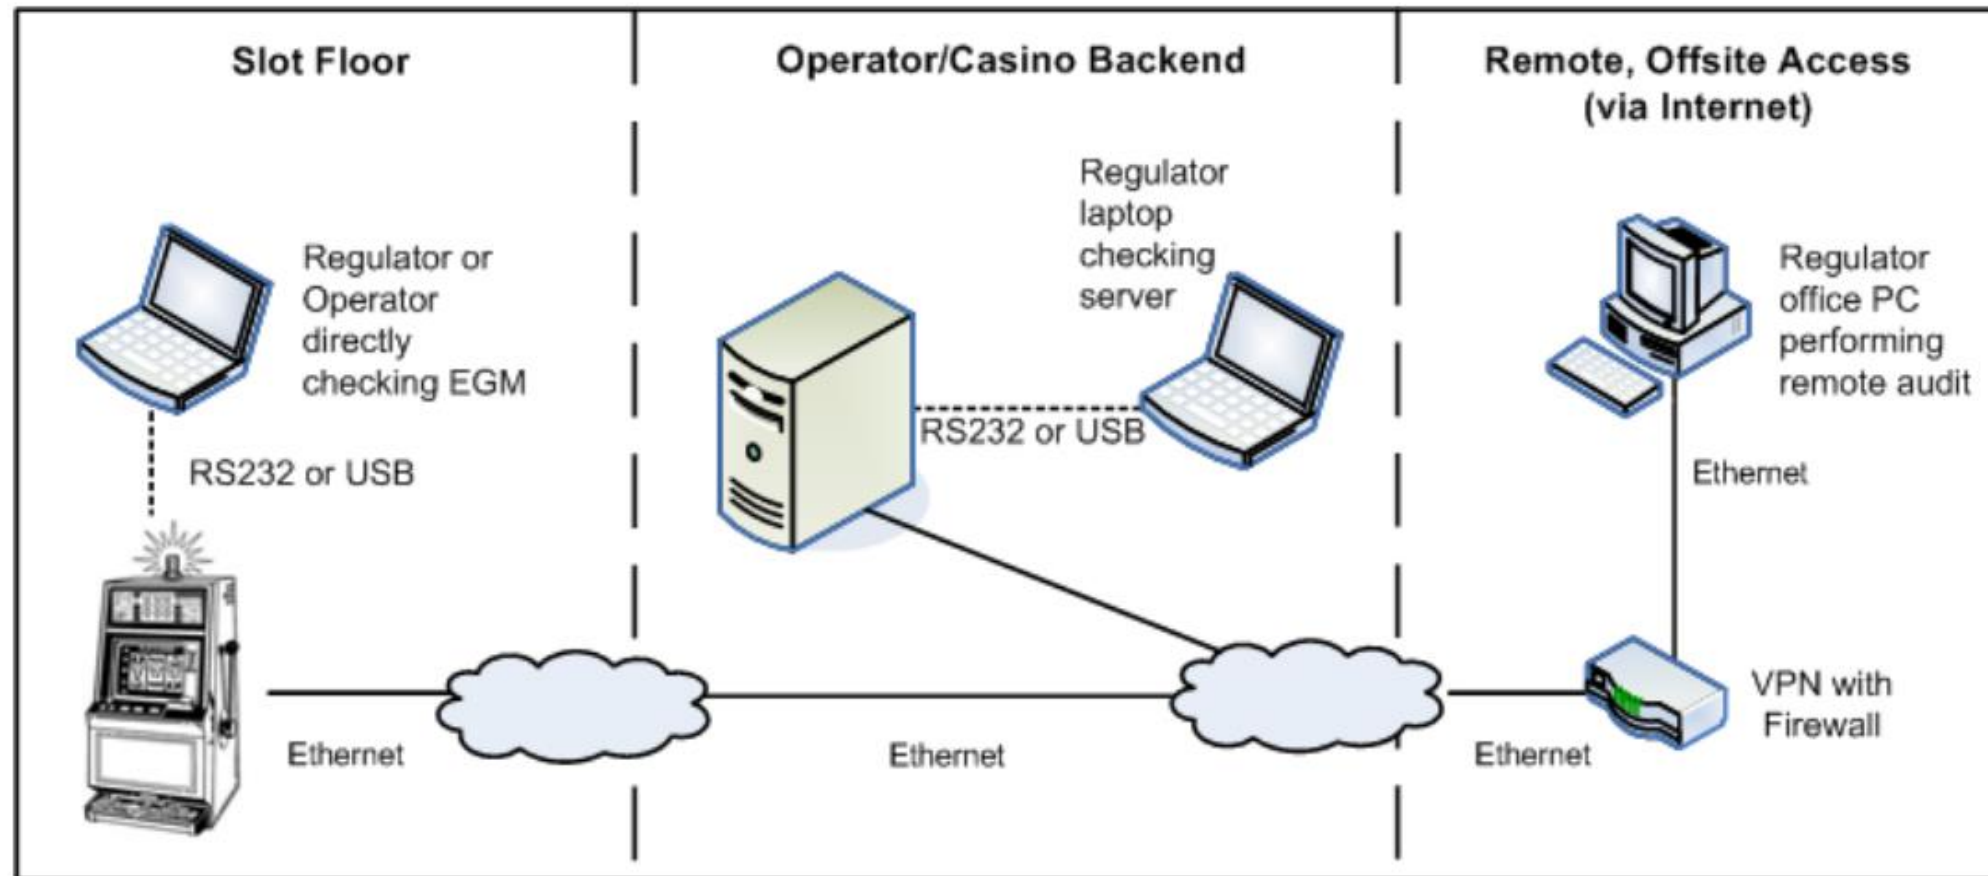 Slot Floor
Operator/Casino Backend
Remote, Offsite Access
(via Internet)
Regulator or
Operator
directly
checking EGM
RS232 or USB
Ethernet
Regulator
laptop
checking
server
RS232 or USB
Ethernet
Regulator
office PC
performing
remote audit
Ethernet
VPN with
Firewall
Ethernet